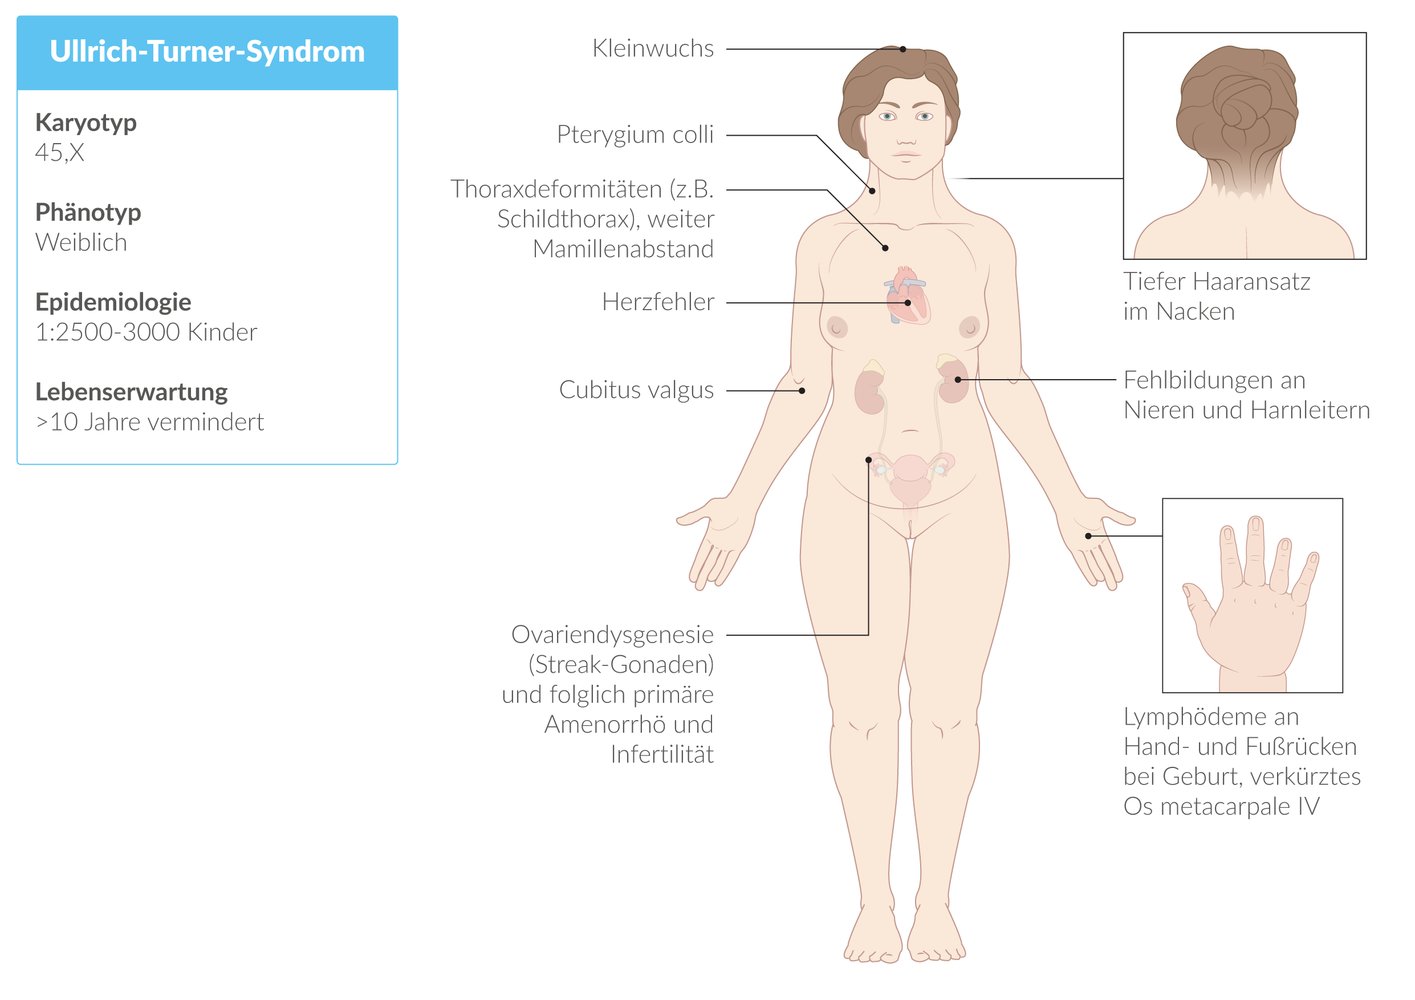 Ullrich-Turner-Syndrom
Karyotyp
45,X
Phänotyp
Weiblich
Epidemiologie
1:2500-3000 Kinder
Lebenserwartung
>10 Jahre vermindert
Kleinwuchs
Pterygium colli
Thoraxdeformitäten (z.B.
Schildthorax), weiter
Mamillenabstand
Herzfehler
Cubitus valgus
Ovariendysgenesie
(Streak-Gonaden)
und folglich primäre
Amenorrhö und
Infertilität
Tiefer Haaransatz
im Nacken
Fehlbildungen an
Nieren und Harnleitern
Lymphödeme an
Hand- und Fußrücken
bei Geburt, verkürztes
Os metacarpale IV